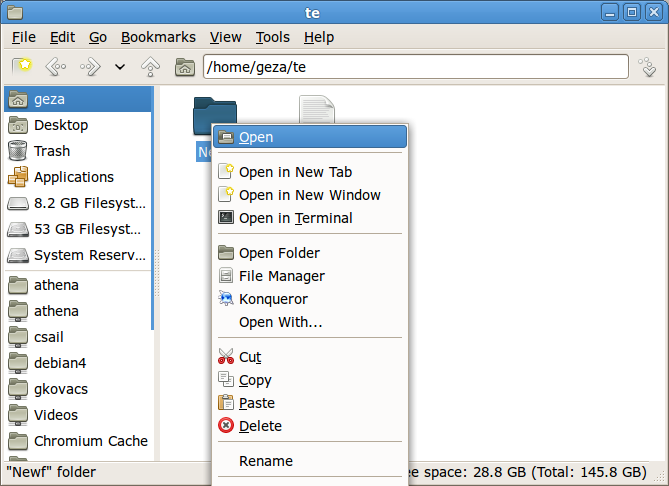 te
File Edit Go Bookmarks View Tools Help
/home/geza/te
geza
Desktop
Trash
Applications
8.2 GB Filesyst...
53 GB Filesyst...
System Reserv...
athena
athena
csail
debian4
gkovacs
Videos
Chromium Cache
Ne
Open
Open in New Tab
Open in New Window
Open in Terminal
Open Folder
File Manager
Konqueror
Open With...
Cut
Copy
Paste
Delete
Rename
"Newf" folder
ee space: 28.8 GB (Total: 145.8 GB)